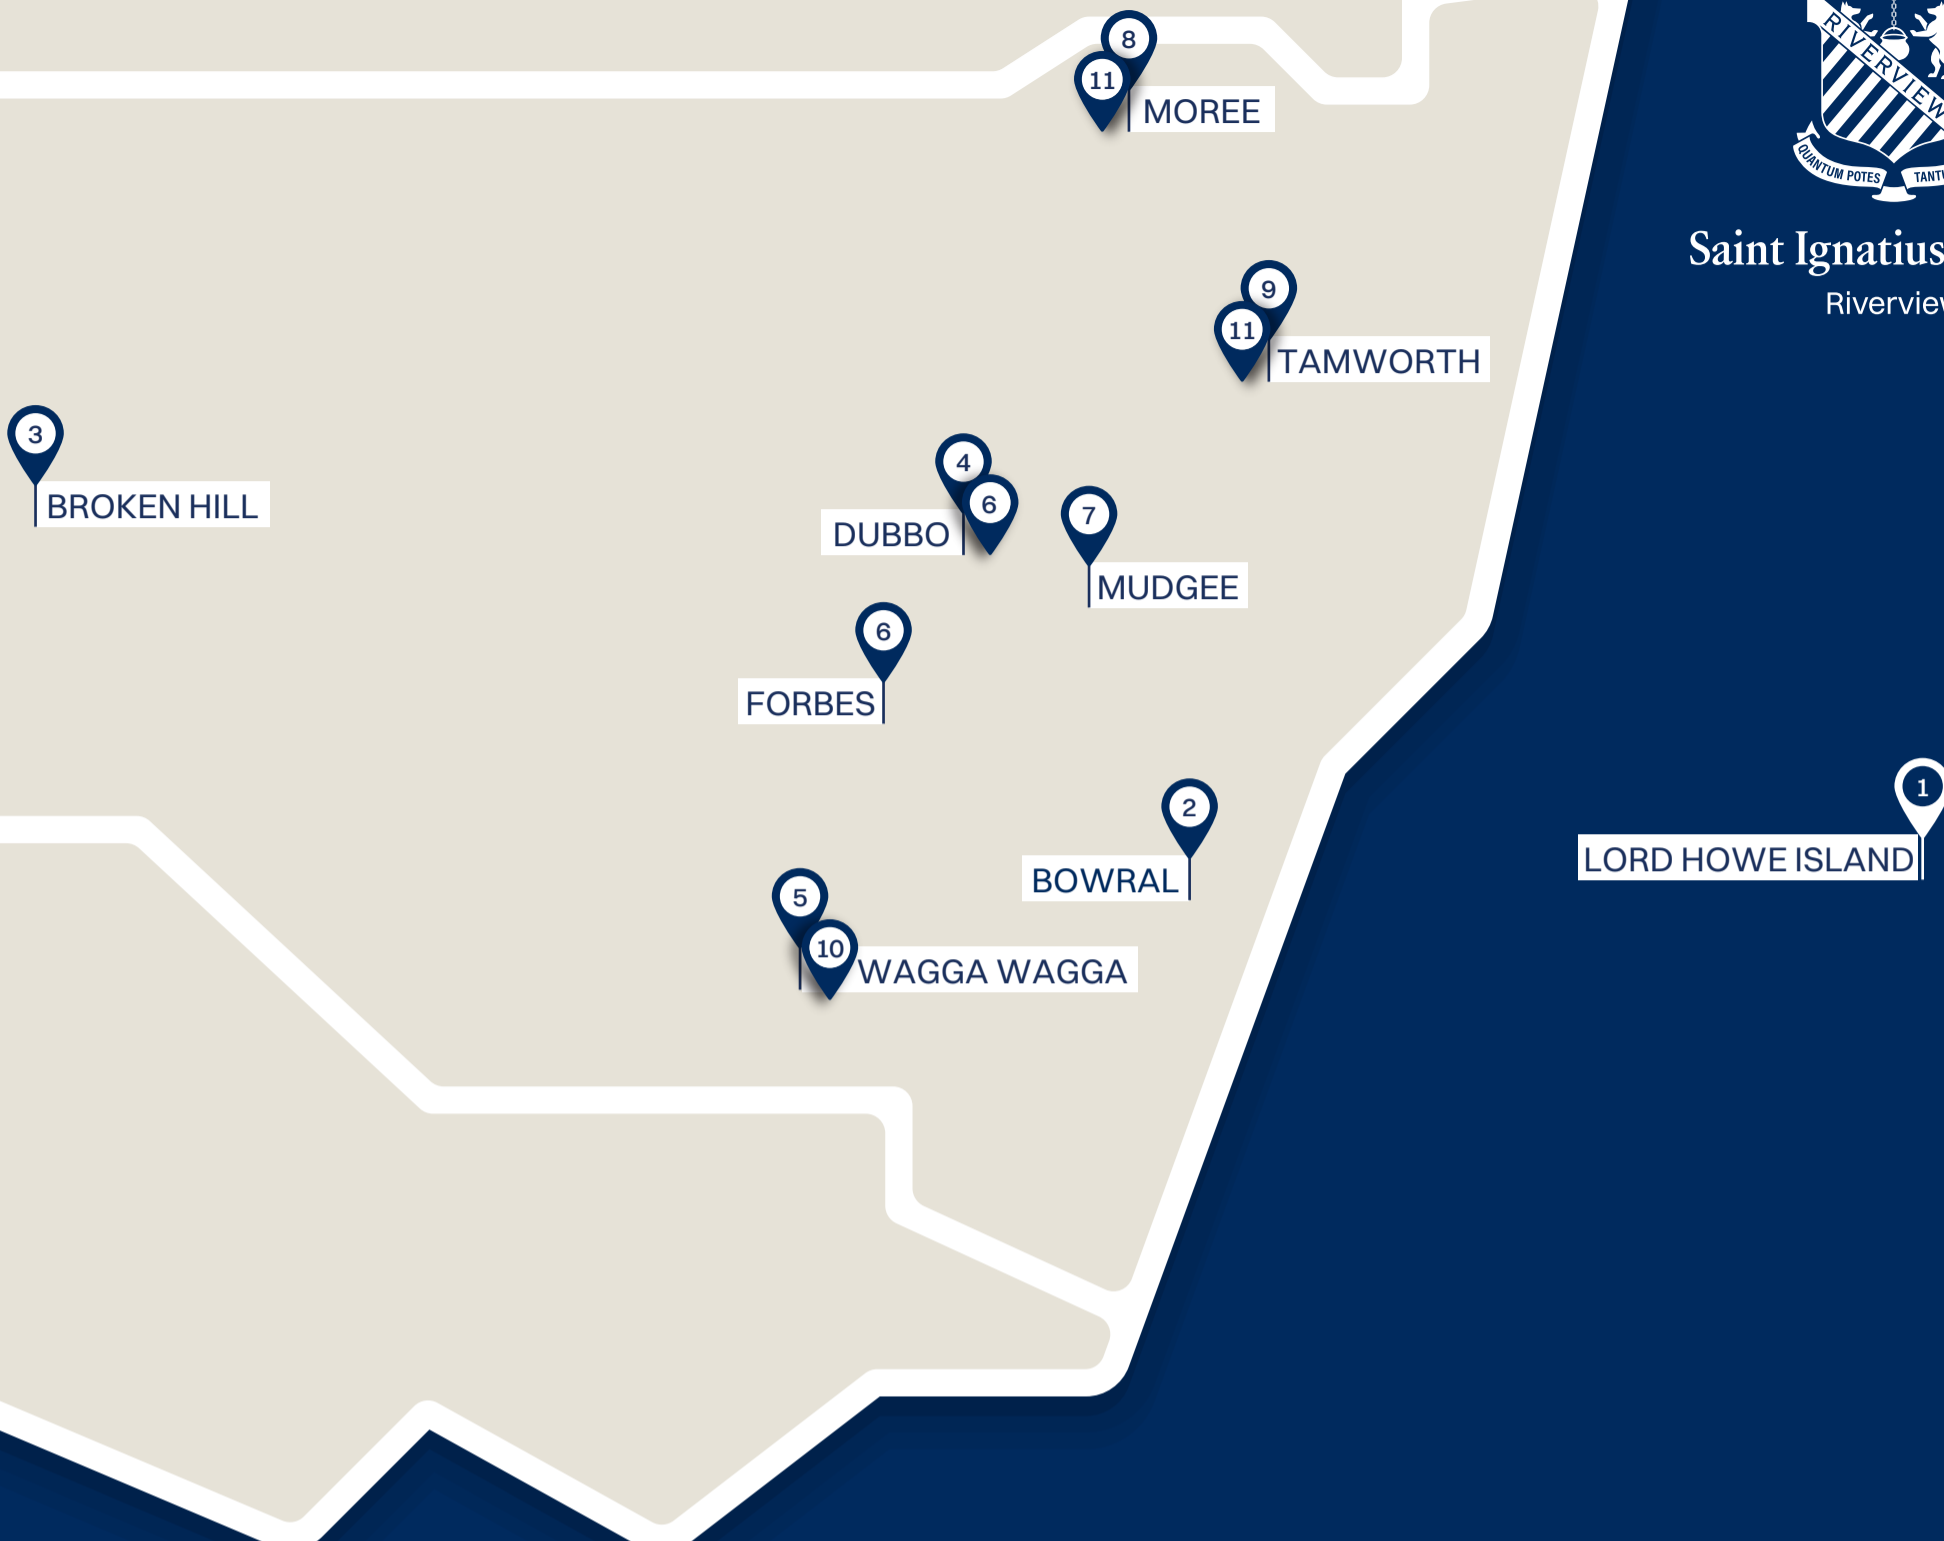 8
11
MOREE
RIVERVIEW
QUANTUM POTES
Saint Ignatius
9
11
TAMWORTH
3
BROKEN HILL
4
6
DUBBO
7
MUDGEE
6
FORBES
1
LORD HOWE ISLAND
2
BOWRAL
5
10
WAGGA WAGGA